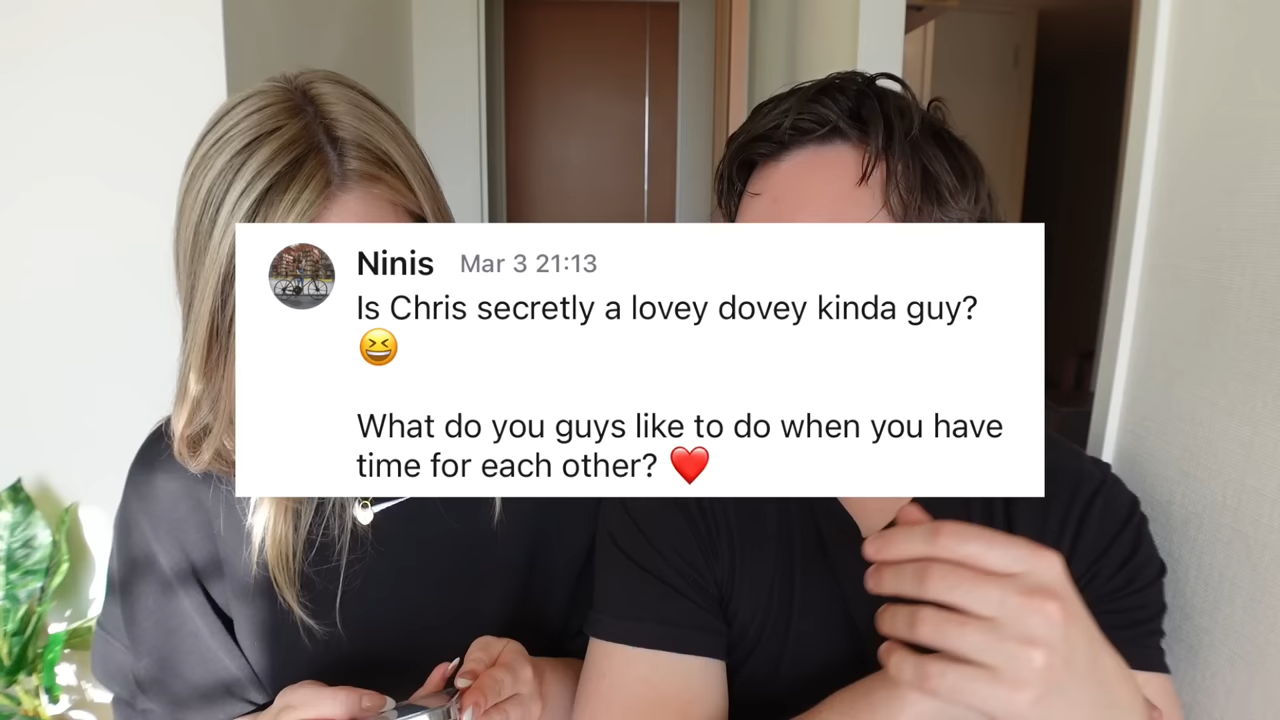 Ninis Mar 3 21:13
Is Chris secretly a lovey dovey kinda guy?
😆
What do you guys like to do when you have
time for each other? ❤️